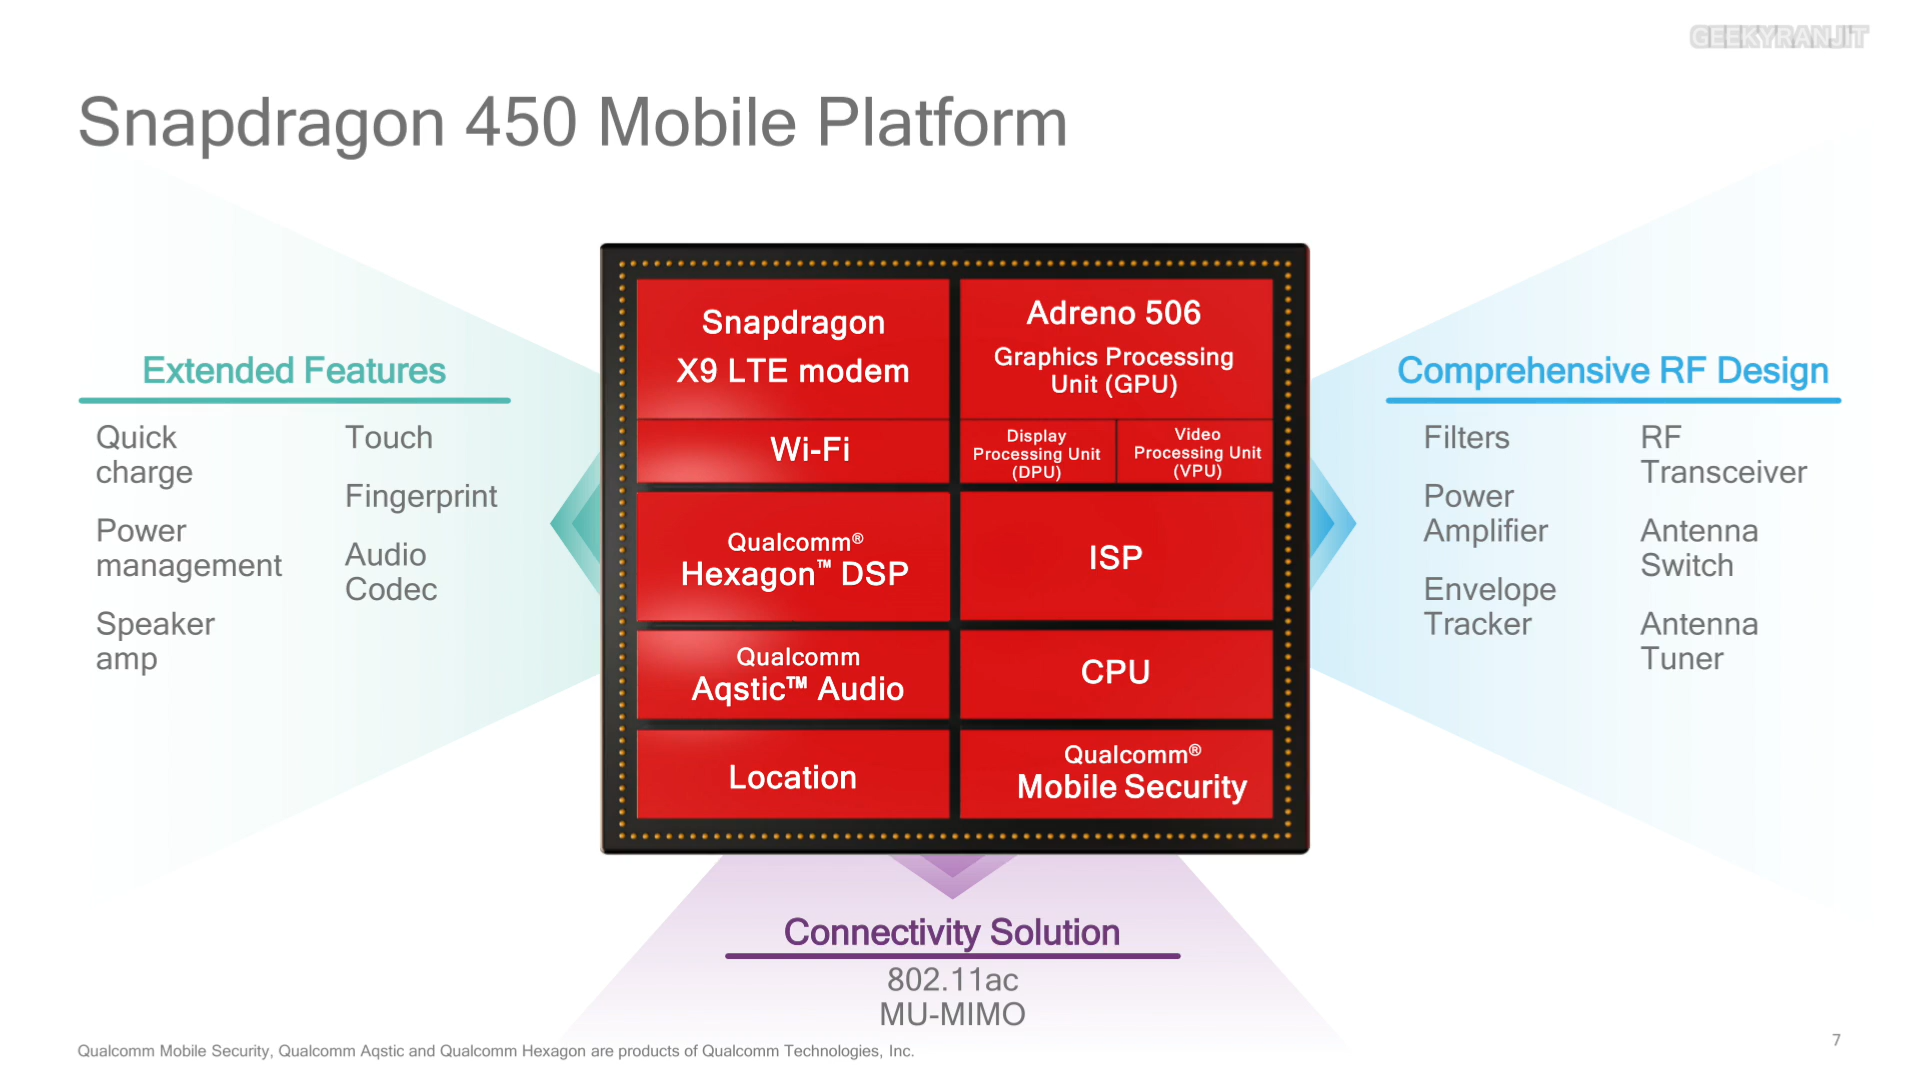 GEEKYRANJIT
Snapdragon 450 Mobile Platform
Extended Features
Quick
charge
Power
management
Speaker
amp
Touch
Fingerprint
Audio
Codec
Snapdragon
X9 LTE modem
Wi-Fi
Qualcomm®
Hexagon™ DSP
Qualcomm
Aqstic™ Audio
Location
Adreno 506
Graphics Processing
Unit (GPU)
Display
Processing Unit
(DPU)
Video
Processing Unit
(VPU)
ISP
CPU
Qualcomm®
Mobile Security
Comprehensive RF Design
Filters
Power
Amplifier
Envelope
Tracker
RF
Transceiver
Antenna
Switch
Antenna
Tuner
Connectivity Solution
802.11ac
MU-MIMO
Qualcomm Mobile Security, Qualcomm Aqstic and Qualcomm Hexagon are products of Qualcomm Technologies, Inc.
7